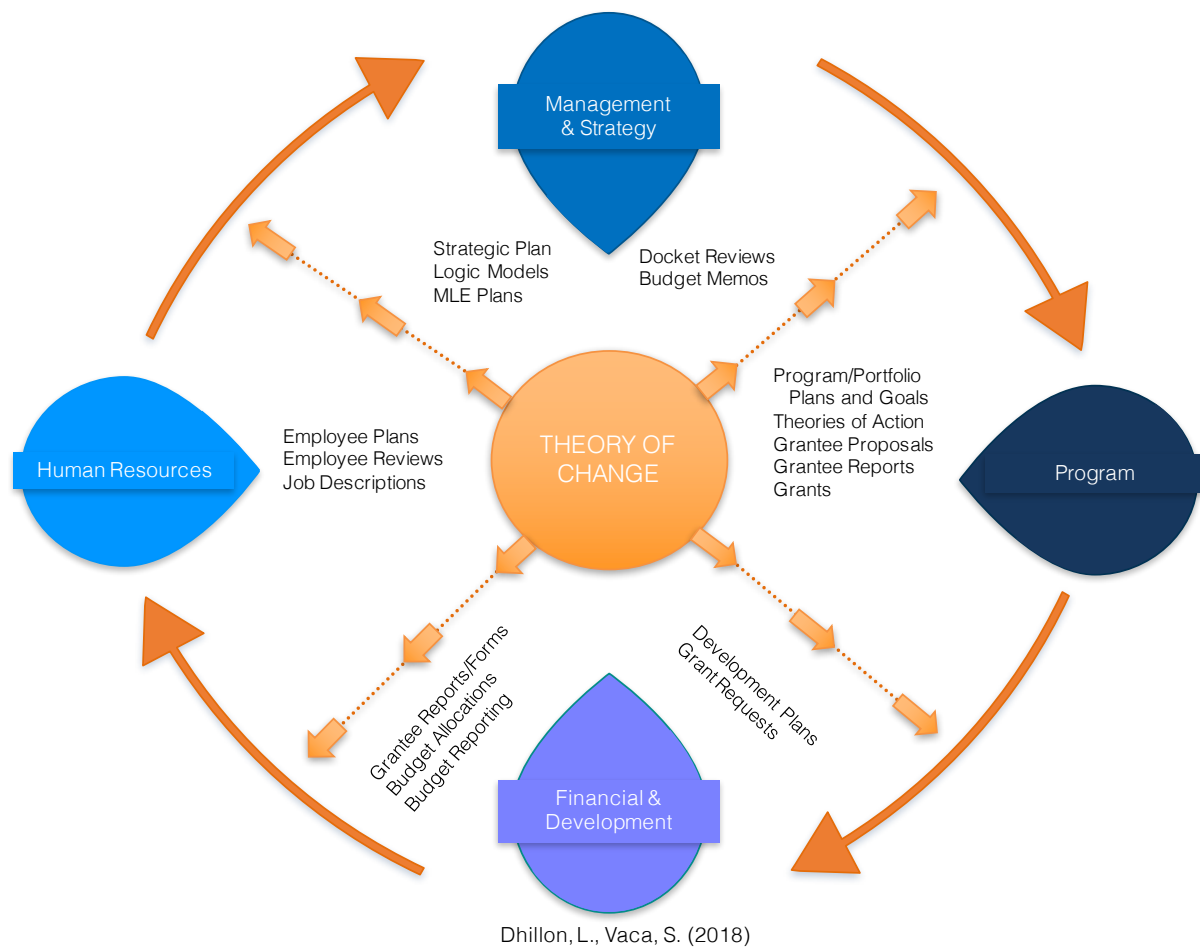 Management
& Strategy
Strategic Plan
Logic Models
MLE Plans
Docket Reviews
Budget Memos
Program/Portfolio
Plans and Goals
Theories of Action
Grantee Proposals
Grantee Reports
Grants
THEORY OF
CHANGE
Employee Plans
Employee Reviews
Job Descriptions
Human Resources
Program
Grantee Reports/Forms
Budget Allocations
Budget Reporting
Development Plans
Grant Requests
Financial &
Development
Dhillon, L., Vaca, S. (2018)